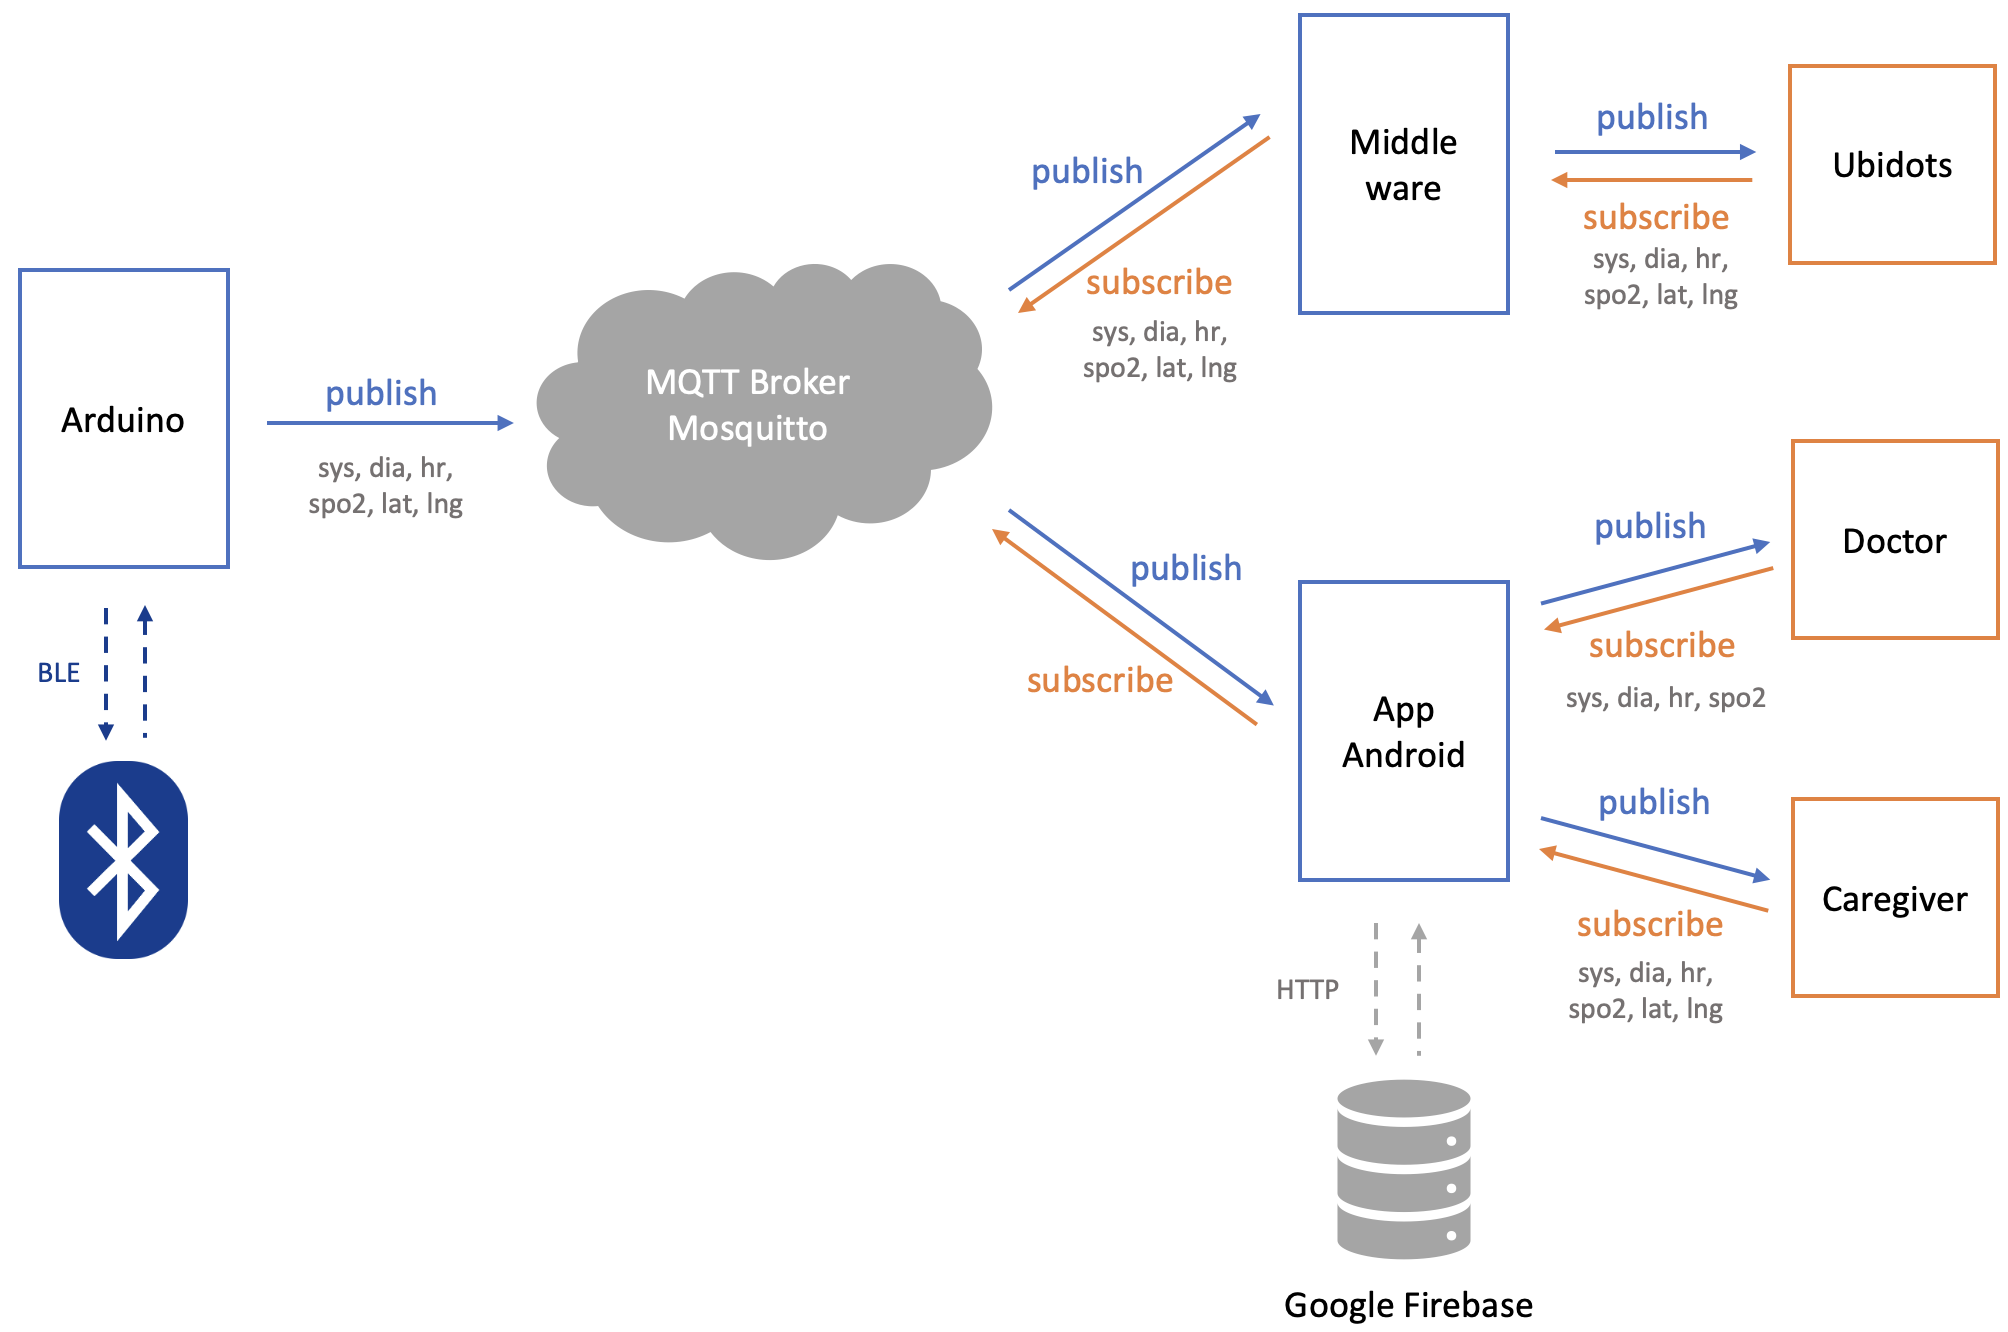 Arduino
BLE
publish
sys, dia, hr,
spo2, lat, lng
MQTT Broker
Mosquitto
publish
subscribe
sys, dia, hr,
spo2, lat, lng
Middle
ware
publish
subscribe
sys, dia, hr,
spo2, lat, lng
Ubidots
publish
subscribe
App
Android
publish
subscribe
sys, dia, hr, spo2
Doctor
publish
subscribe
sys, dia, hr,
spo2, lat, lng
Caregiver
HTTP
Google Firebase